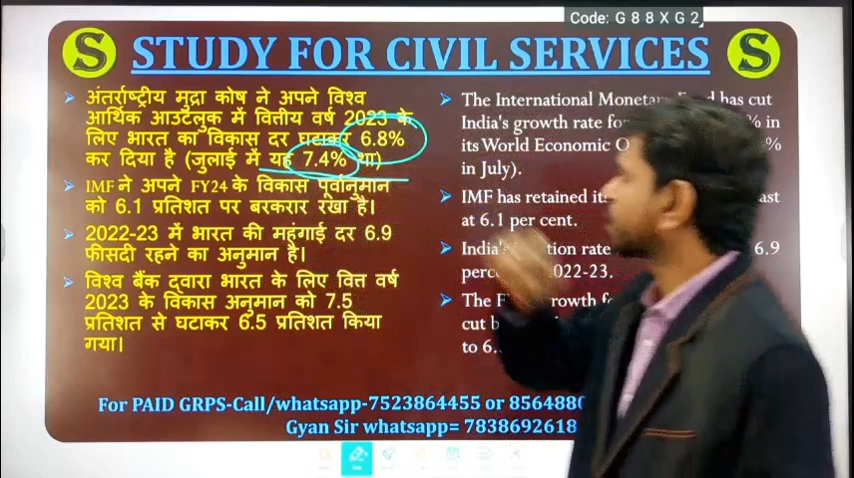 Code: G 8 8 X G 2
S STUDY FOR CIVIL SERVICES S
अंतर्राष्ट्रीय मुद्रा कोष ने अपने विश्व
आर्थिक आउटलुक में वित्तीय वर्ष 2023 के
लिए भारत का विकास दर घटाकर 6.8%
कर दिया है (जुलाई में यह 7.4% था)
IMF ने अपने FY24 के विकास पूर्वानुमान
को 6.1 प्रतिशत पर बरकरार रखा है।
2022-23 में भारत की महंगाई दर 6.9
फीसदी रहने का अनुमान है।
विश्व बैंक द्वारा भारत के लिए वित्त वर्ष
2023 के विकास अनुमान को 7.5
प्रतिशत से घटाकर 6.5 प्रतिशत किया
गया।
The International Monetary Fund has cut
India's growth rate % in
its World Economic %
in July).
IMF has retained its
at 6.1 per cent.
India's rate 6.9
2022-23.
The growth
cut
to 6.
For PAID GRPS-Call/whatsapp-7523864455 or
Gyan Sir whatsapp= 7838692618